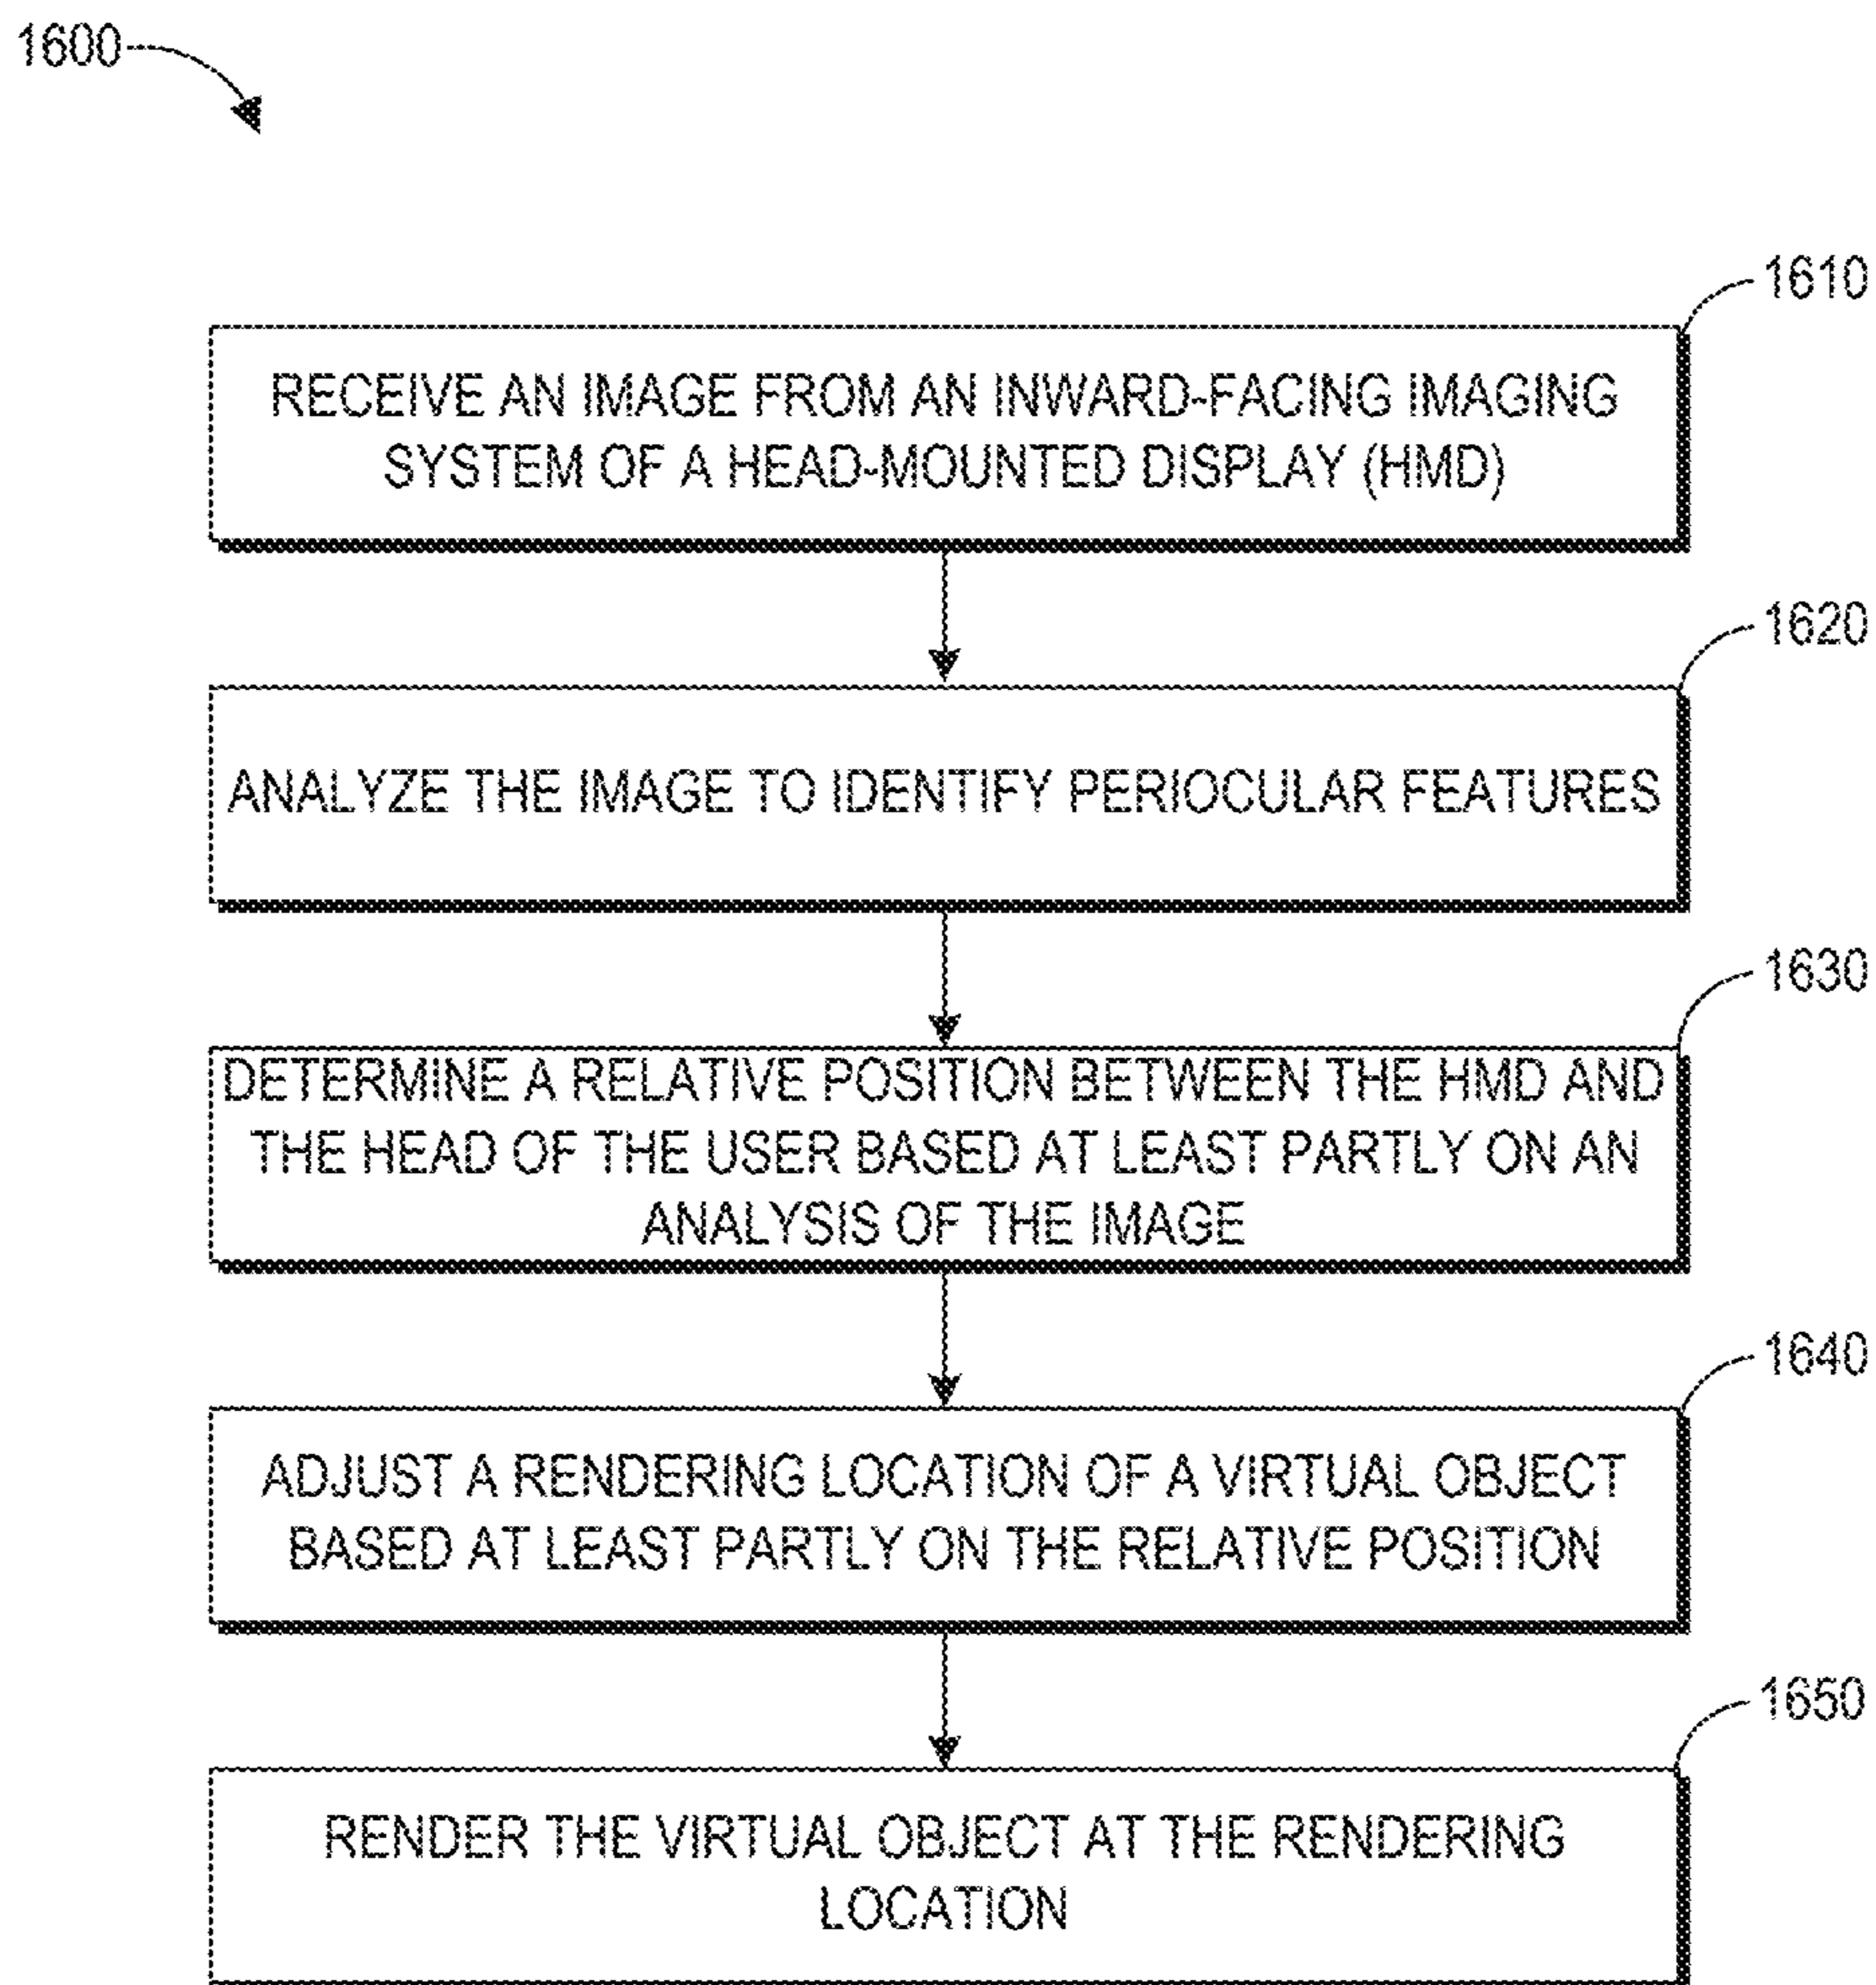 1600
1610
RECEIVE AN IMAGE FROM AN INWARD-FACING IMAGING
SYSTEM OF A HEAD-MOUNTED DISPLAY (HMD)
1620
ANALYZE THE IMAGE TO IDENTIFY PERIOCULAR FEATURES
1630
DETERMINE A RELATIVE POSITION BETWEEN THE HMD AND
THE HEAD OF THE USER BASED AT LEAST PARTLY ON AN
ANALYSIS OF THE IMAGE
1640
ADJUST A RENDERING LOCATION OF A VIRTUAL OBJECT
BASED AT LEAST PARTLY ON THE RELATIVE POSITION
1650
RENDER THE VIRTUAL OBJECT AT THE RENDERING
LOCATION